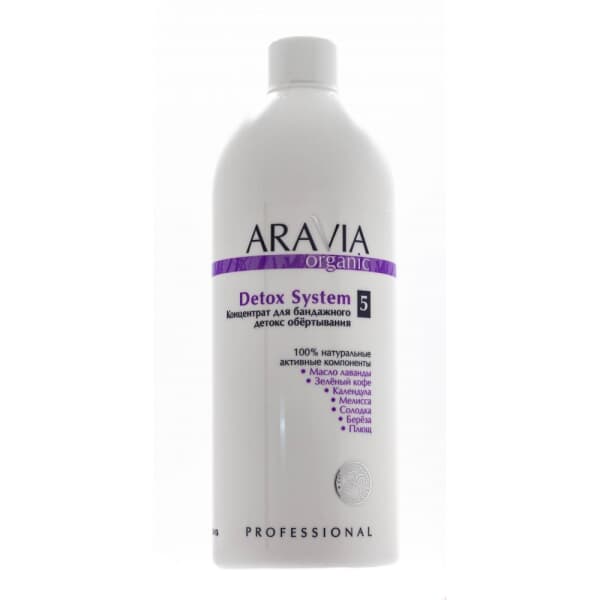 ARAVIA
organic
Detox System 5
Концентрат для бандажного
детокс обёртывания
100% натуральные
активные компоненты
• Масло лаванды
• Зелёный кофе
• Календула
• Мелисса
• Солодка
• Берёза
• Плющ
PROFESSIONAL